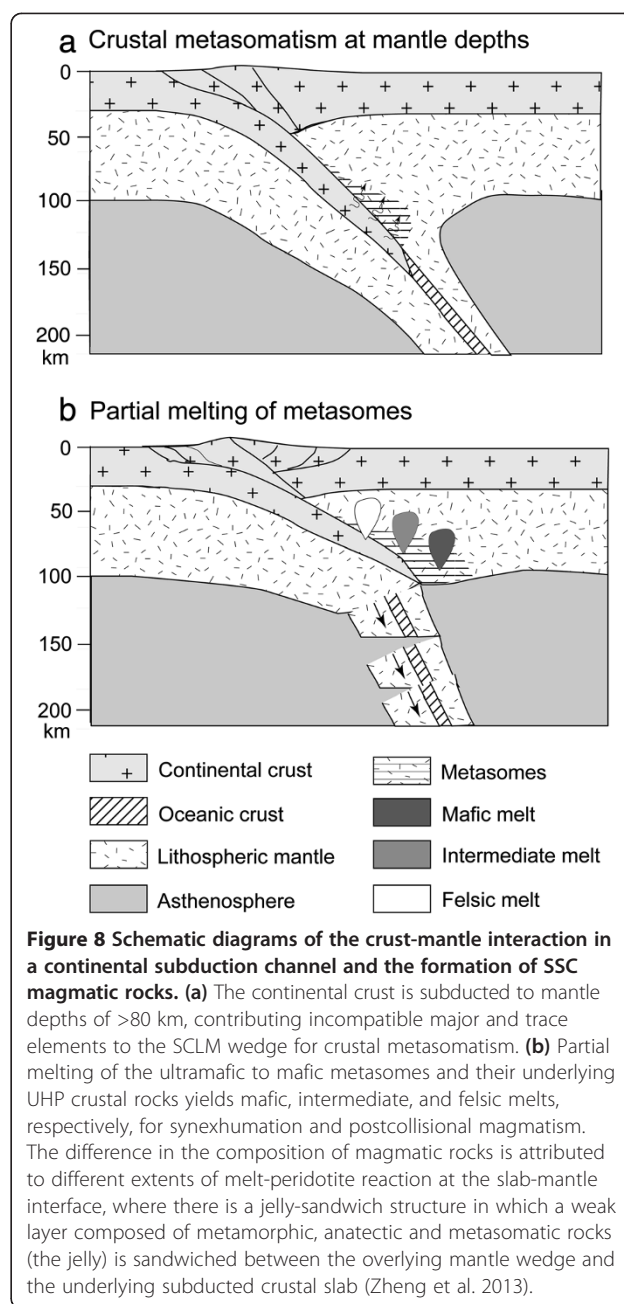 a Crustal metasomatism at mantle depths
0
50
100
150
200
km
b Partial melting of metasomes
0
50
100
150
200
km
Continental crust
Metasomes
Oceanic crust
Mafic melt
Lithospheric mantle
Intermediate melt
Asthenosphere
Felsic melt
Figure 8 Schematic diagrams of the crust-mantle interaction in
a continental subduction channel and the formation of SSC
magmatic rocks. (a) The continental crust is subducted to mantle
depths of >80 km, contributing incompatible major and trace
elements to the SCLM wedge for crustal metasomatism. (b) Partial
melting of the ultramafic to mafic metasomes and their underlying
UHP crustal rocks yields mafic, intermediate, and felsic melts,
respectively, for synexhumation and postcollisional magmatism.
The difference in the composition of magmatic rocks is attributed
to different extents of melt-peridotite reaction at the slab-mantle
interface, where there is a jelly-sandwich structure in which a weak
layer composed of metamorphic, anatectic and metasomatic rocks
(the jelly) is sandwiched between the overlying mantle wedge and
the underlying subducted crustal slab (Zheng et al. 2013).